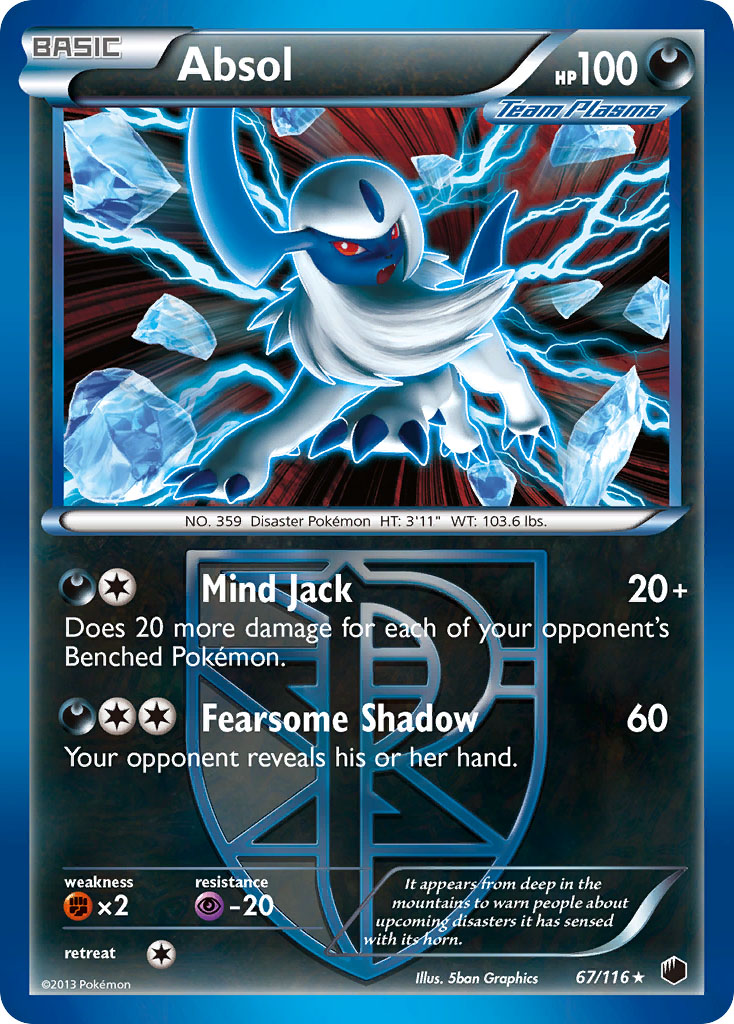 BASIC
Absol
HP100
Team Plasma
NO. 359 Disaster Pokémon HT: 3'11" WT: 103.6 lbs.
Mind Jack 20+
Does 20 more damage for each of your opponent's
Benched Pokémon.
Fearsome Shadow 60
Your opponent reveals his or her hand.
weakness
×2
resistance
-20
It appears from deep in the
mountains to warn people about
upcoming disasters it has sensed
with its horn.
retreat
©2013 Pokémon
Illus. 5ban Graphics
67/116★